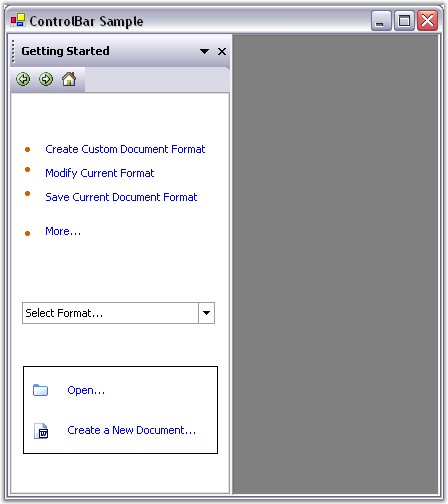 ControlBar Sample
Getting Started
Create Custom Document Format
Modify Current Format
Save Current Document Format
More...
Select Format...
Open...
Create a New Document...